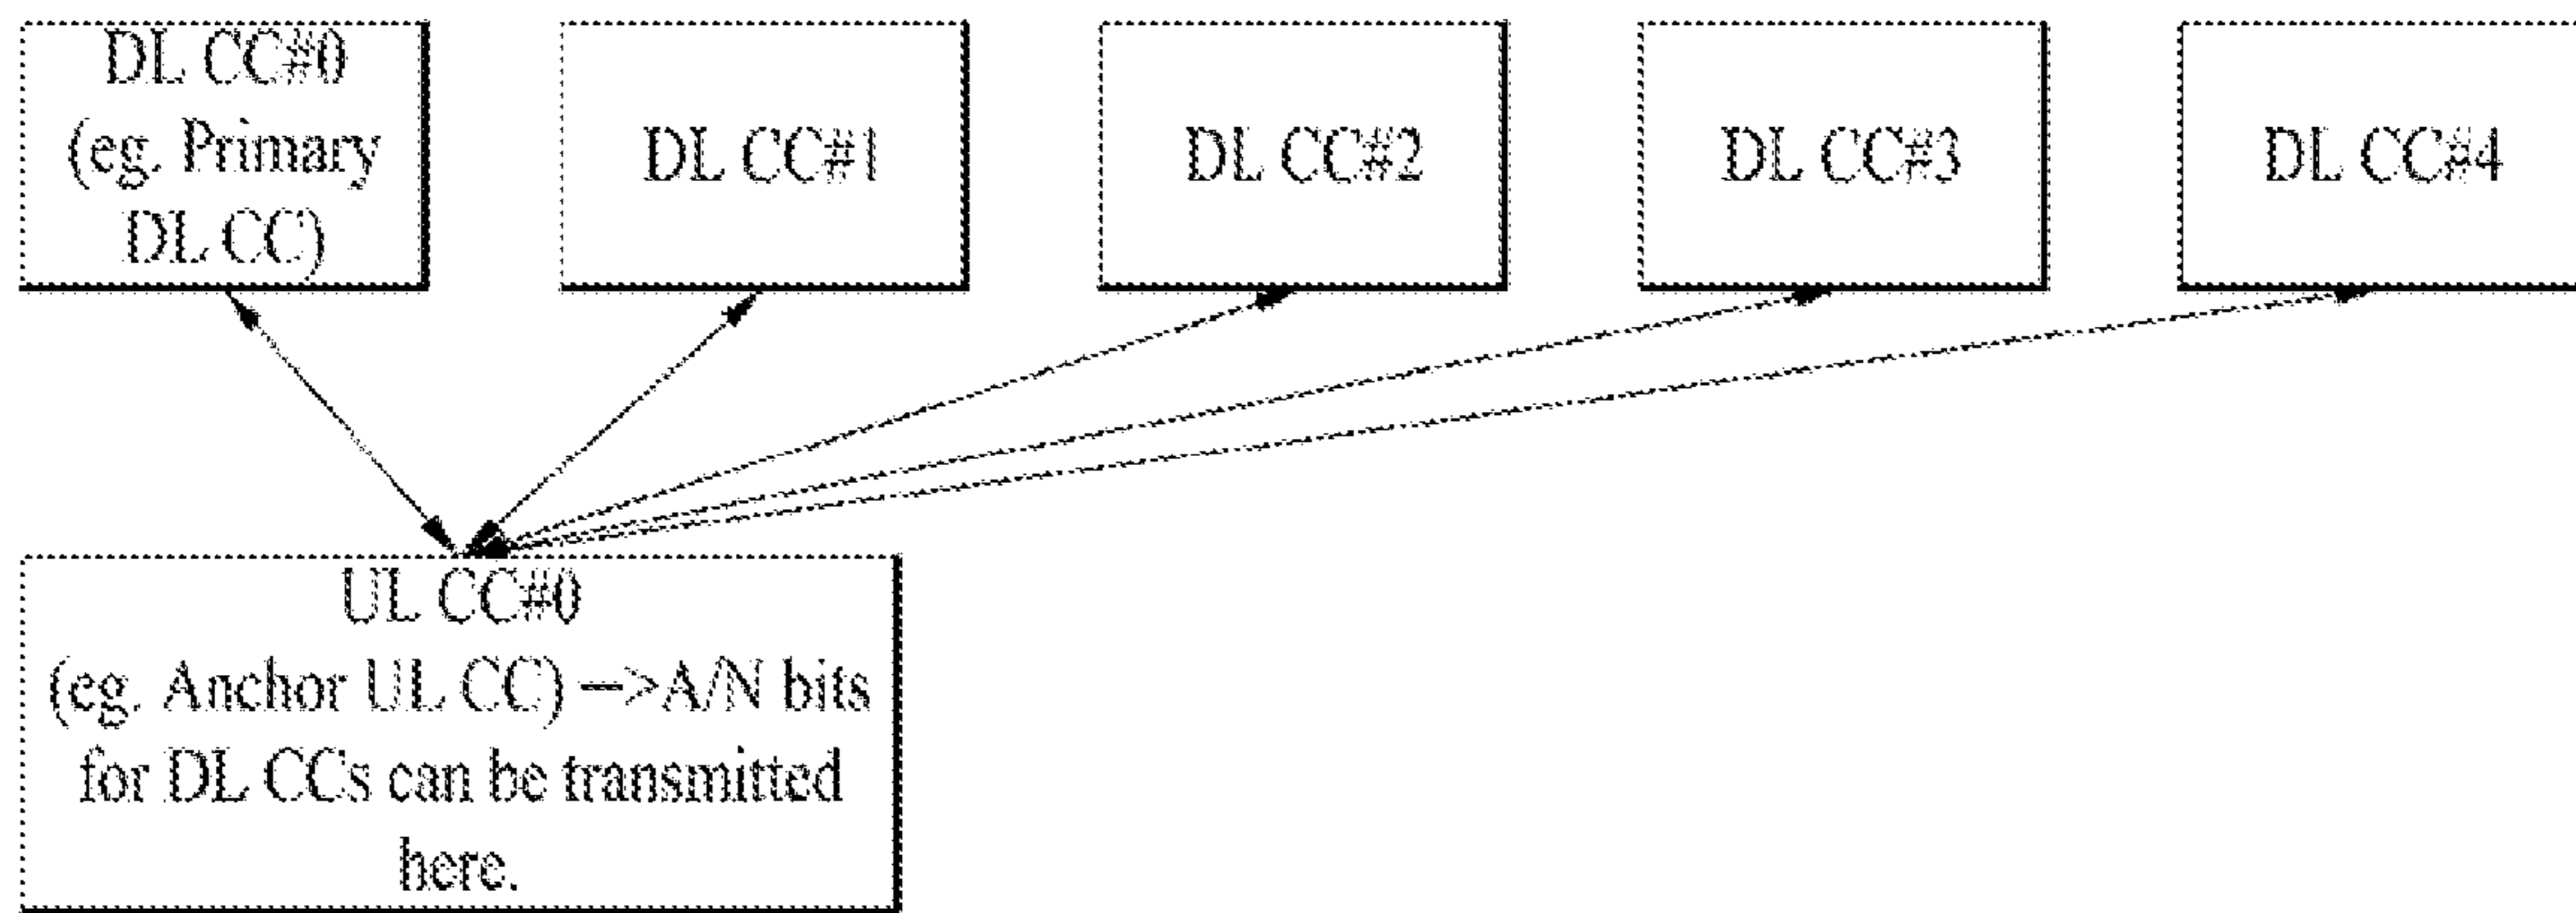 DL CC#0
(eg. Primary
DL CC)
DL CC#1
DL CC#2
DL CC#3
DL CC#4
UL CC#0
(eg. Anchor UL CC) -->A/N bits
for DL CCs can be transmitted
here.